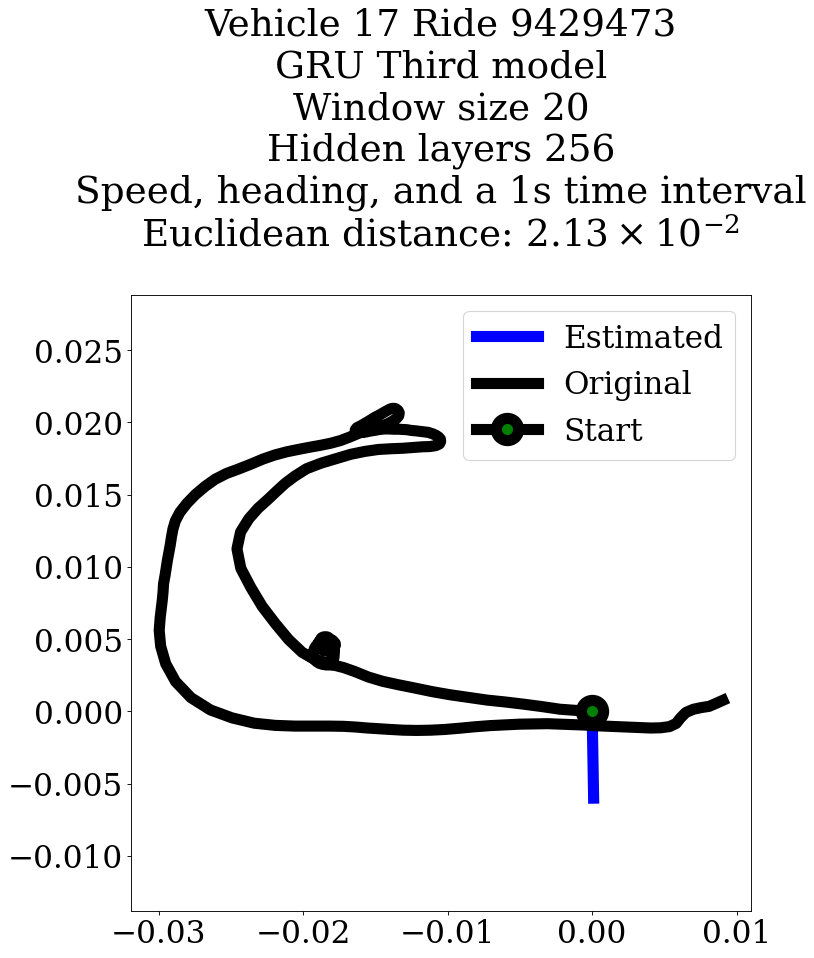 Vehicle 17 Ride 9429473
GRU Third model
Window size 20
Hidden layers 256
Speed, heading, and a 1s time interval
Euclidean distance: 2.13 × 10⁻²
Estimated
Original
Start
0.025
0.020
0.015
0.010
0.005
0.000
−0.005
−0.010
−0.03 −0.02 −0.01 0.00 0.01